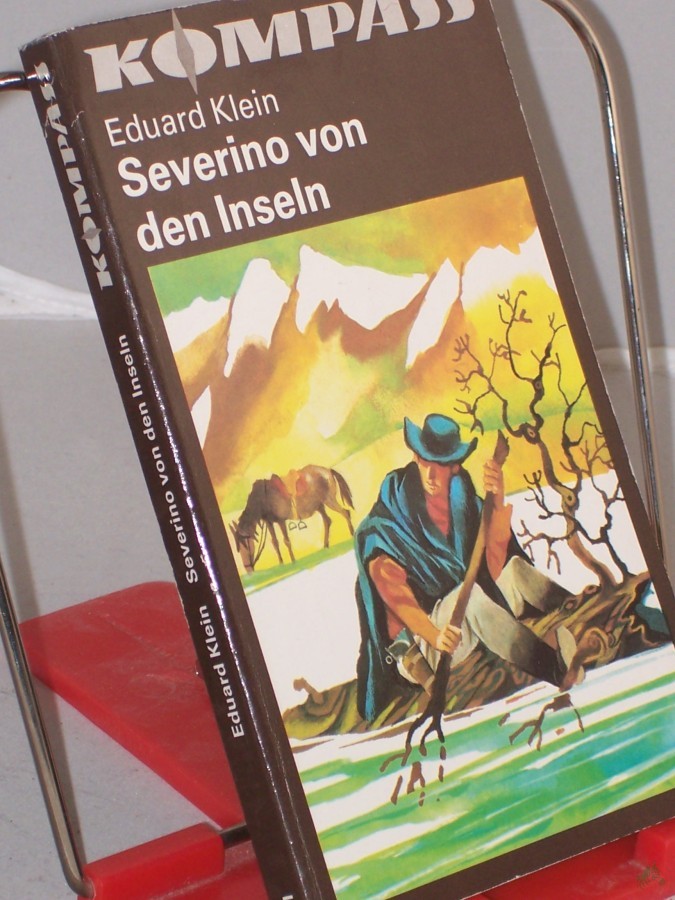 KOMPASS
Eduard Klein
Severino von
den Inseln
KOMPASS
Eduard Klein Severino von den Inseln